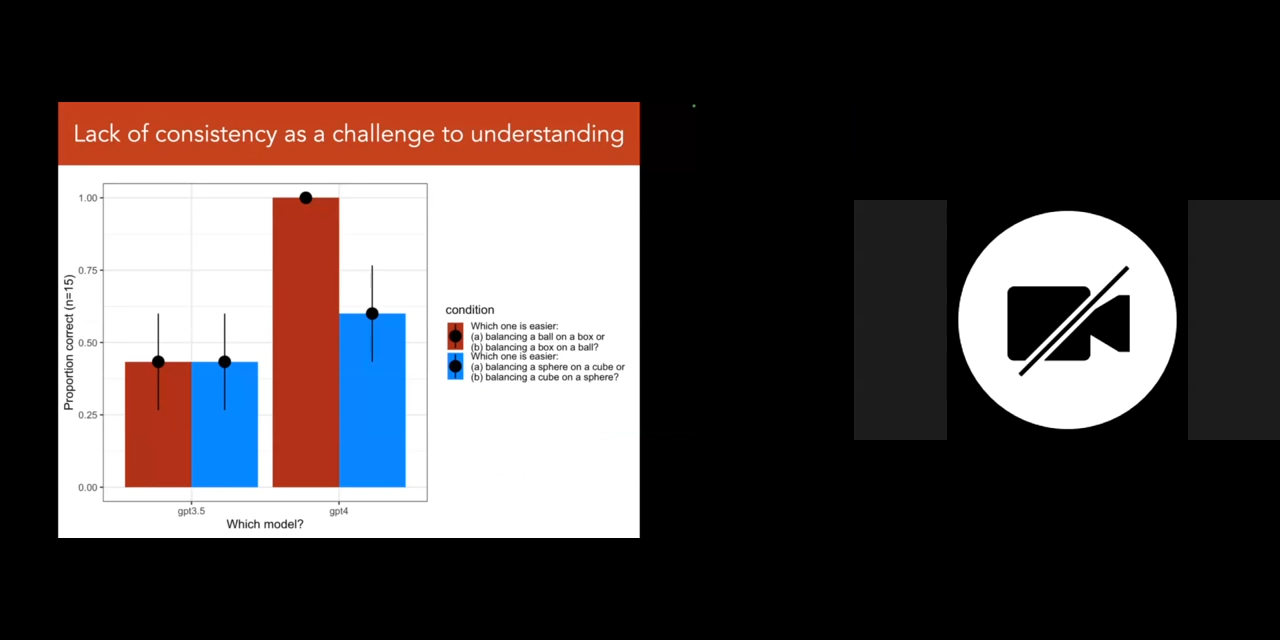 Lack of consistency as a challenge to understanding
Proportion correct (n=15)
1.00
0.75
0.50
0.25
0.00
gpt3.5
gpt4
Which model?
condition
Which one is easier:
(a) balancing a ball on a box or
(b) balancing a box on a ball?
Which one is easier:
(a) balancing a sphere on a cube or
(b) balancing a cube on a sphere?